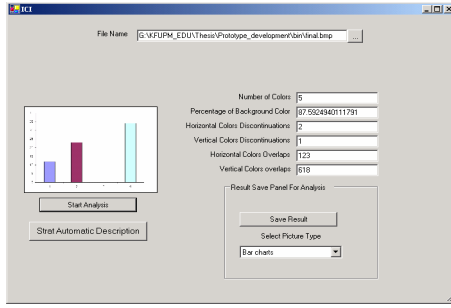 ICI
File Name G:\KFUPM_EDU\Thesis\Prototype_development\bin\final.bmp ...
Number of Colors 5
Percentage of Background Color 87.5924940111791
Horizontal Colors Discontinuations 2
Vertical Colors Discontinuations 1
Horizontal Colors Overlaps 123
Vertical Colors overlaps 618
Start Analysis
Strat Automatic Description
Result Save Panel For Analysis
Save Result
Select Picture Type
Bar charts